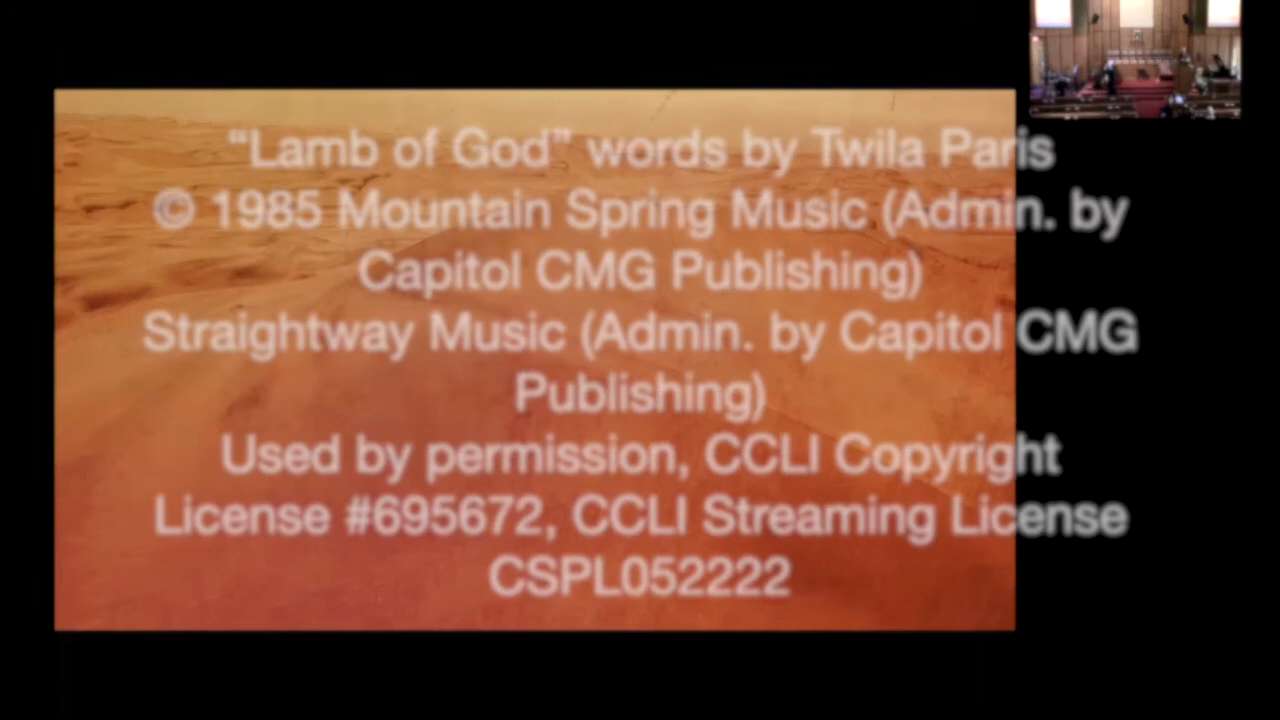 “Lamb of God” words by Twila Paris
© 1985 Mountain Spring Music (Admin. by
Capitol CMG Publishing)
Straightway Music (Admin. by Capitol CMG
Publishing)
Used by permission, CCLI Copyright
License #695672, CCLI Streaming License
CSPL052222